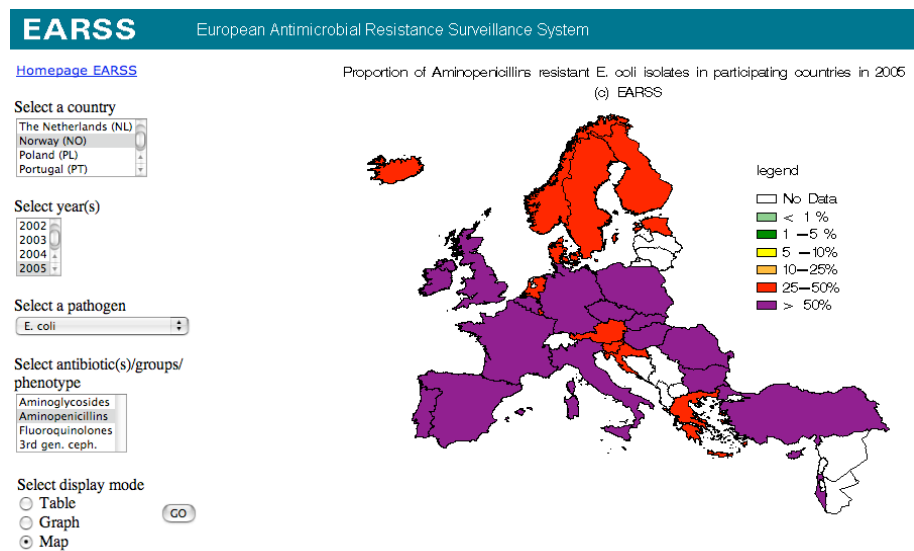 EARSS European Antimicrobial Resistance Surveillance System
Homepage EARSS
Select a country
The Netherlands (NL)
Norway (NO)
Poland (PL)
Portugal (PT)
Select year(s)
2002
2003
2004
2005
Select a pathogen
E. coli
Select antibiotic(s)/groups/
phenotype
Aminoglycosides
Aminopenicillins
Fluoroquinolones
3rd gen. ceph.
Select display mode
Table
Graph
Map
GO
Proportion of Aminopenicillins resistant E. coli isolates in participating countries in 2005
(c) EARSS
legend
No Data
< 1 %
1 –5 %
5 –10%
10–25%
25–50%
> 50%